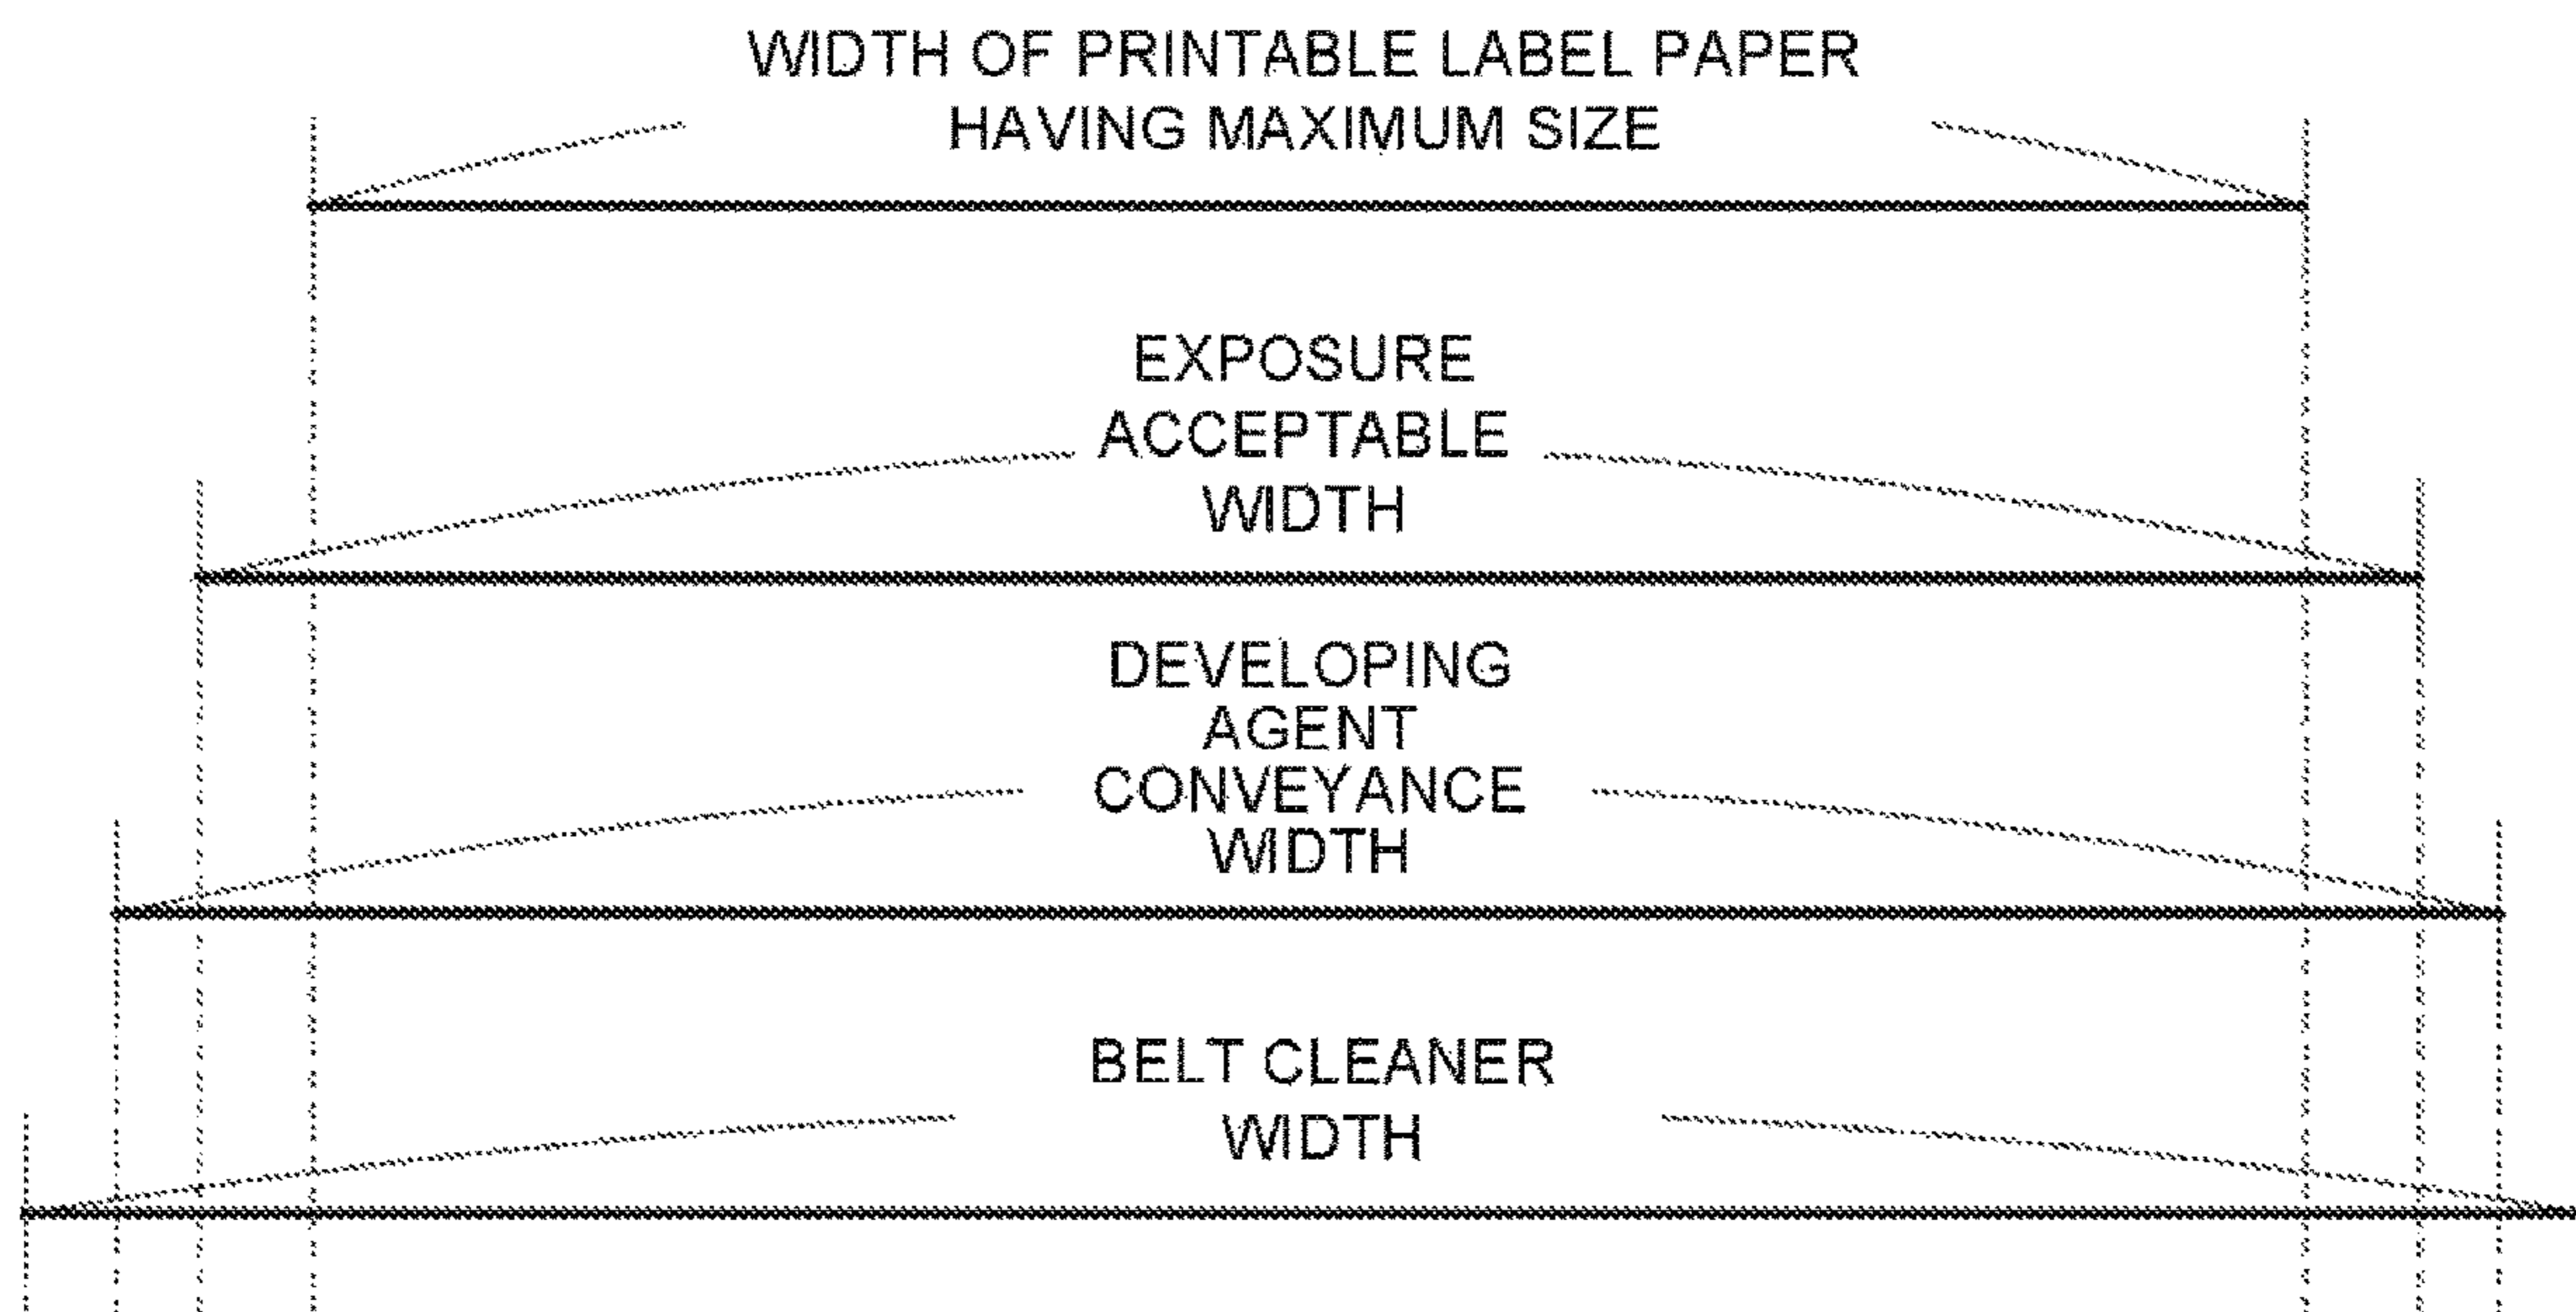 WIDTH OF PRINTABLE LABEL PAPER
HAVING MAXIMUM SIZE
EXPOSURE
ACCEPTABLE
WIDTH
DEVELOPING
AGENT
CONVEYANCE
WIDTH
BELT CLEANER
WIDTH